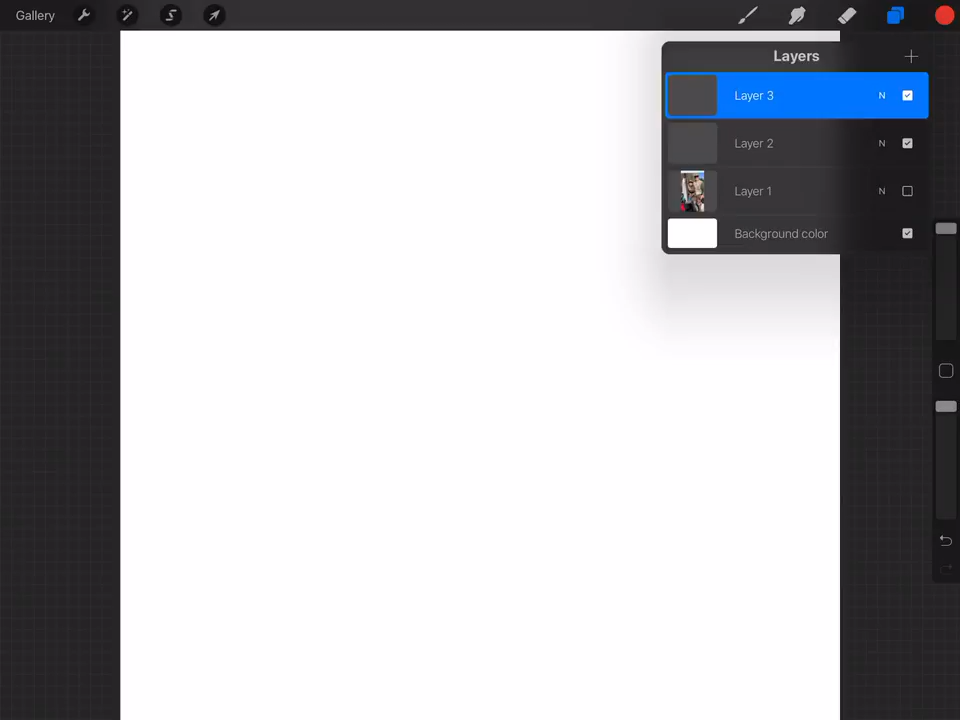 Gallery
Layers
Layer 3 N
Layer 2 N
Layer 1 N
Background color